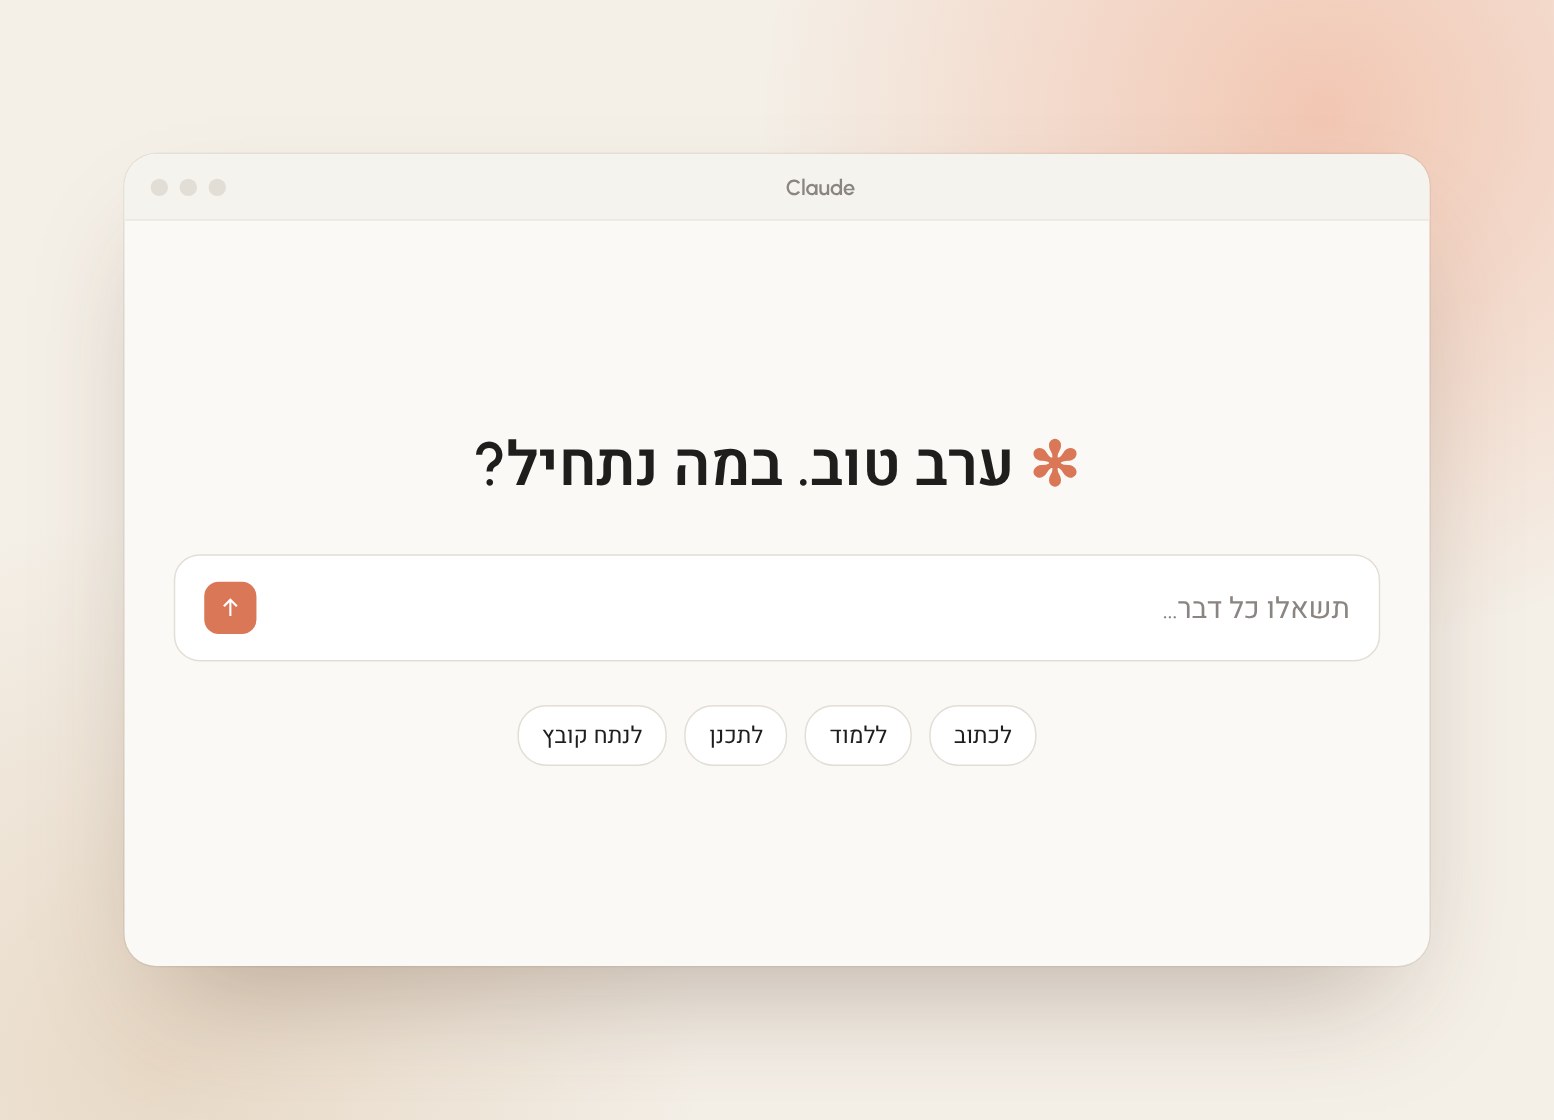 Claude
ערב טוב. במה נתחיל?
תשאלו כל דבר...
לכתוב
ללמוד
לתכנן
לנתח קובץ